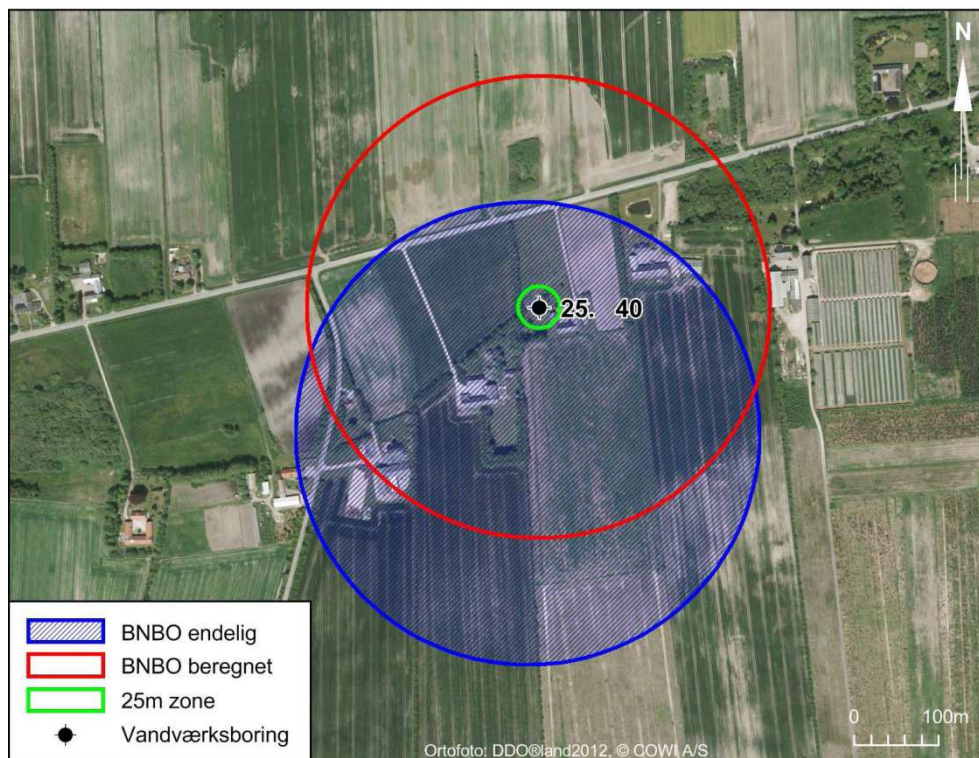 N
25. 40
BNBO endelig
BNBO beregnet
25m zone
Vandværksboring
0 100m
Ortofoto: DDO®land2012, © COWI A/S